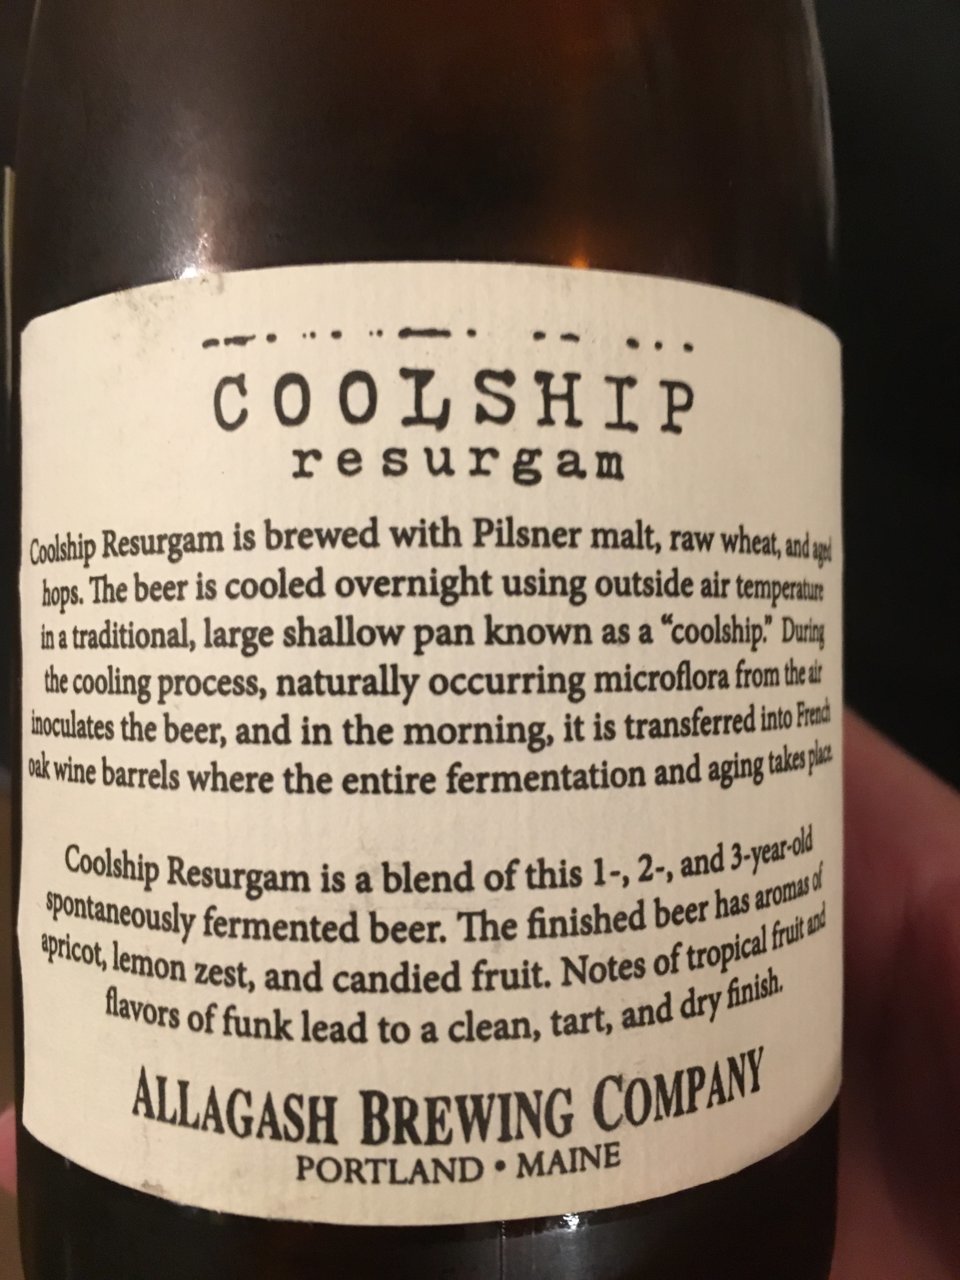 COOLSHIP
resurgam
Coolship Resurgam is brewed with Pilsner malt, raw wheat, and aged
hops. The beer is cooled overnight using outside air temperature
in a traditional, large shallow pan known as a “coolship.” During
the cooling process, naturally occurring microflora from the air
inoculates the beer, and in the morning, it is transferred into French
oak wine barrels where the entire fermentation and aging takes place.
Coolship Resurgam is a blend of this 1-, 2-, and 3-year-old
spontaneously fermented beer. The finished beer has aromas of
apricot, lemon zest, and candied fruit. Notes of tropical fruit and
flavors of funk lead to a clean, tart, and dry finish.
ALLAGASH BREWING COMPANY
PORTLAND • MAINE